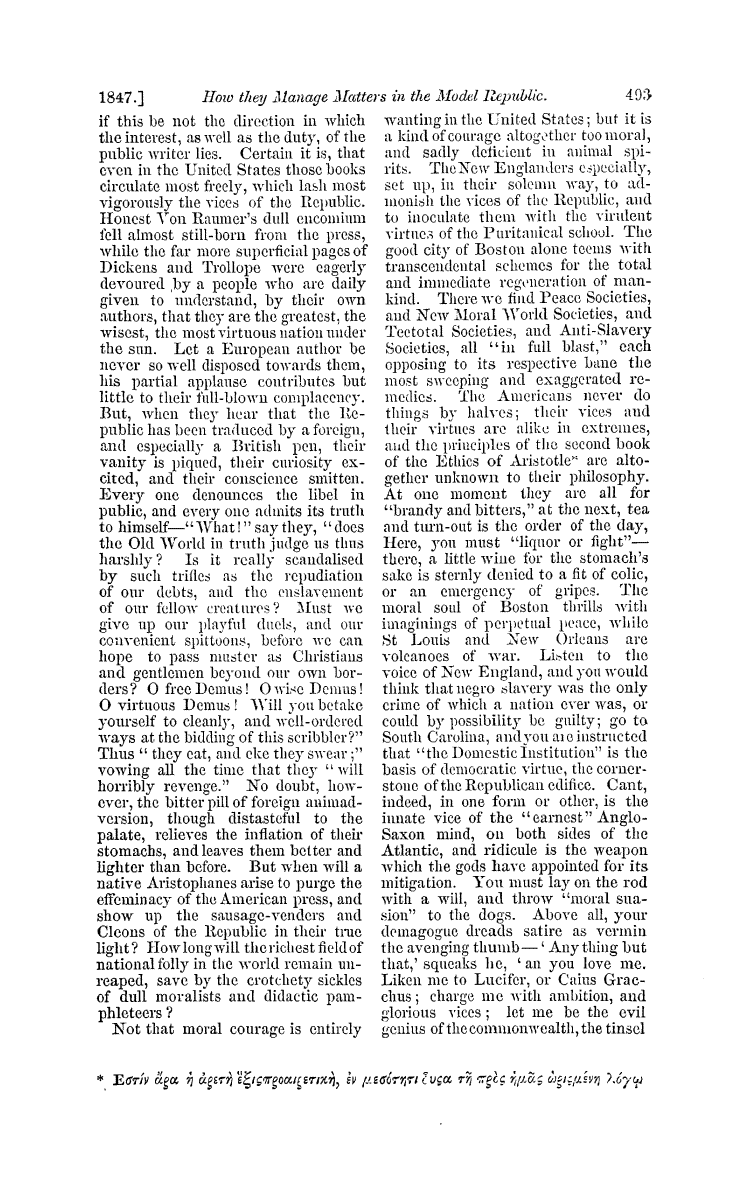 1847.] How they Manage Matters in the Model Republic. 493
if this be not the direction in which
the interest, as well as the duty, of the
public writer lies. Certain it is, that
even in the United States those books
circulate most freely, which lash most
vigorously the vices of the Republic.
Honest Von Raumer's dull encomium
fell almost still-born from the press,
while the far more superficial pages of
Dickens and Trollope were eagerly
devoured by a people who are daily
given to understand, by their own
authors, that they are the greatest, the
wisest, the most virtuous nation under
the sun. Let a European author be
never so well disposed towards them,
his partial applause contributes but
little to their full-blown complacency.
But, when they hear that the Re-
public has been traduced by a foreign,
and especially a British pen, their
vanity is piqued, their curiosity ex-
cited, and their conscience smitten.
Every one denounces the libel in
public, and every one admits its truth
to himself—"What!" say they, "does
the Old World in truth judge us thus
harshly? Is it really scandalised
by such trifles as the repudiation
of our debts, and the enslavement
of our fellow creatures? Must we
give up our playful duels, and our
convenient spittoons, before we can
hope to pass muster as Christians
and gentlemen beyond our own bor-
ders? O free Demus! O wise Demus!
O virtuous Demus! Will you betake
yourself to cleanly, and well-ordered
ways at the bidding of this scribbler?"
Thus "they eat, and eke they swear;"
vowing all the time that they "will
horribly revenge." No doubt, how-
ever, the bitter pill of foreign animad-
version, though distasteful to the
palate, relieves the inflation of their
stomachs, and leaves them better and
lighter than before. But when will a
native Aristophanes arise to purge the
effeminacy of the American press, and
show up the sausage-venders and
Cleons of the Republic in their true
light? How long will the richest field of
national folly in the world remain un-
reaped, save by the crotchety sickles
of dull moralists and didactic pam-
phleteers?
Not that moral courage is entirely
wanting in the United States; but it is
a kind of courage altogether too moral,
and sadly deficient in animal spi-
rits. The New Englanders especially,
set up, in their solemn way, to ad-
monish the vices of the Republic, and
to inoculate them with the virulent
virtues of the Puritanical school. The
good city of Boston alone teems with
transcendental schemes for the total
and immediate regeneration of man-
kind. There we find Peace Societies,
and New Moral World Societies, and
Teetotal Societies, and Anti-Slavery
Societies, all "in full blast," each
opposing to its respective bane the
most sweeping and exaggerated re-
medies. The Americans never do
things by halves; their vices and
their virtues are alike in extremes,
and the principles of the second book
of the Ethics of Aristotle* are alto-
gether unknown to their philosophy.
At one moment they are all for
"brandy and bitters," at the next, tea
and turn-out is the order of the day,
Here, you must "liquor or fight"—
there, a little wine for the stomach's
sake is sternly denied to a fit of colic,
or an emergency of gripes. The
moral soul of Boston thrills with
imaginings of perpetual peace, while
St Louis and New Orleans are
volcanoes of war. Listen to the
voice of New England, and you would
think that negro slavery was the only
crime of which a nation ever was, or
could by possibility be guilty; go to
South Carolina, and you are instructed
that "the Domestic Institution" is the
basis of democratic virtue, the corner-
stone of the Republican edifice. Cant,
indeed, in one form or other, is the
innate vice of the "earnest" Anglo-
Saxon mind, on both sides of the
Atlantic, and ridicule is the weapon
which the gods have appointed for its
mitigation. You must lay on the rod
with a will, and throw "moral sua-
sion" to the dogs. Above all, your
demagogue dreads satire as vermin
the avenging thumb—'Any thing but
that,' squeaks he, 'an you love me.
Liken me to Lucifer, or Caius Grac-
chus; charge me with ambition, and
glorious vices; let me be the evil
genius of the commonwealth, the tinsel
* Εστίν ἄρα ἡ ἀρετὴ ἕξις προαιρετικὴ, ἐν μεσότητι ὖσα τῆ πρὸς ἡμᾶς ὡρισμένη λόγῳ